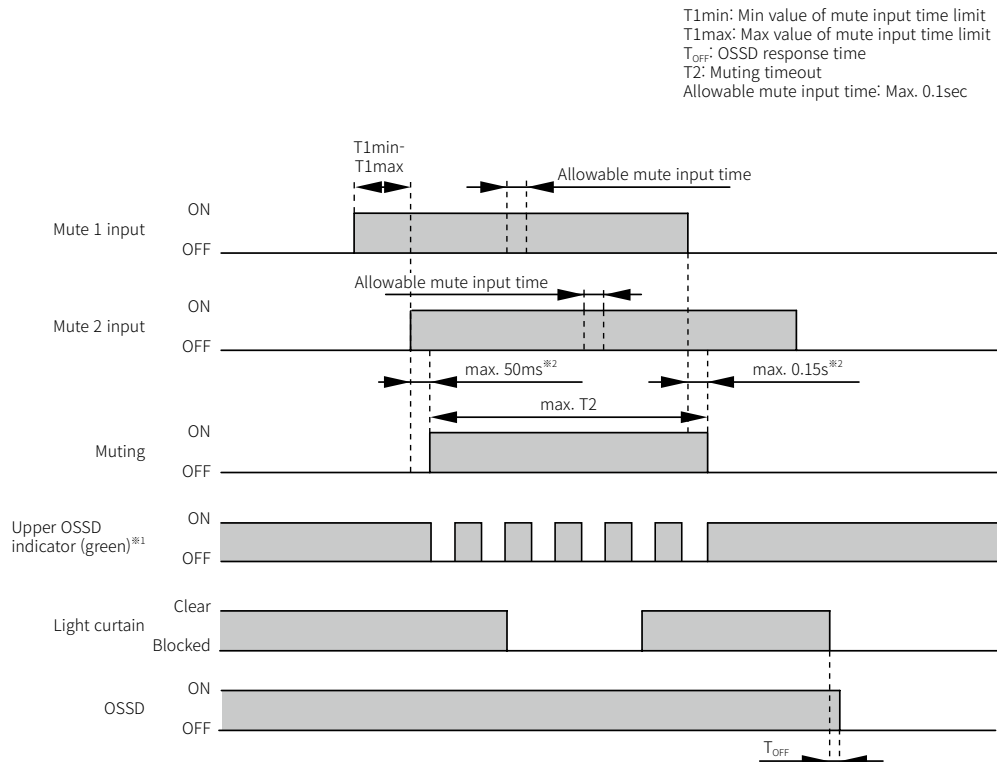 T1min: Min value of mute input time limit
T1max: Max value of mute input time limit
TOFF: OSSD response time
T2: Muting timeout
Allowable mute input time: Max. 0.1sec
T1min-
T1max
Allowable mute input time
ON
Mute 1 input
OFF
Allowable mute input time
ON
Mute 2 input
OFF
max. 50ms※2
max. 0.15s※2
max. T2
ON
Muting
OFF
ON
Upper OSSD
indicator (green)※1
OFF
Clear
Light curtain
Blocked
ON
OSSD
OFF
TOFF